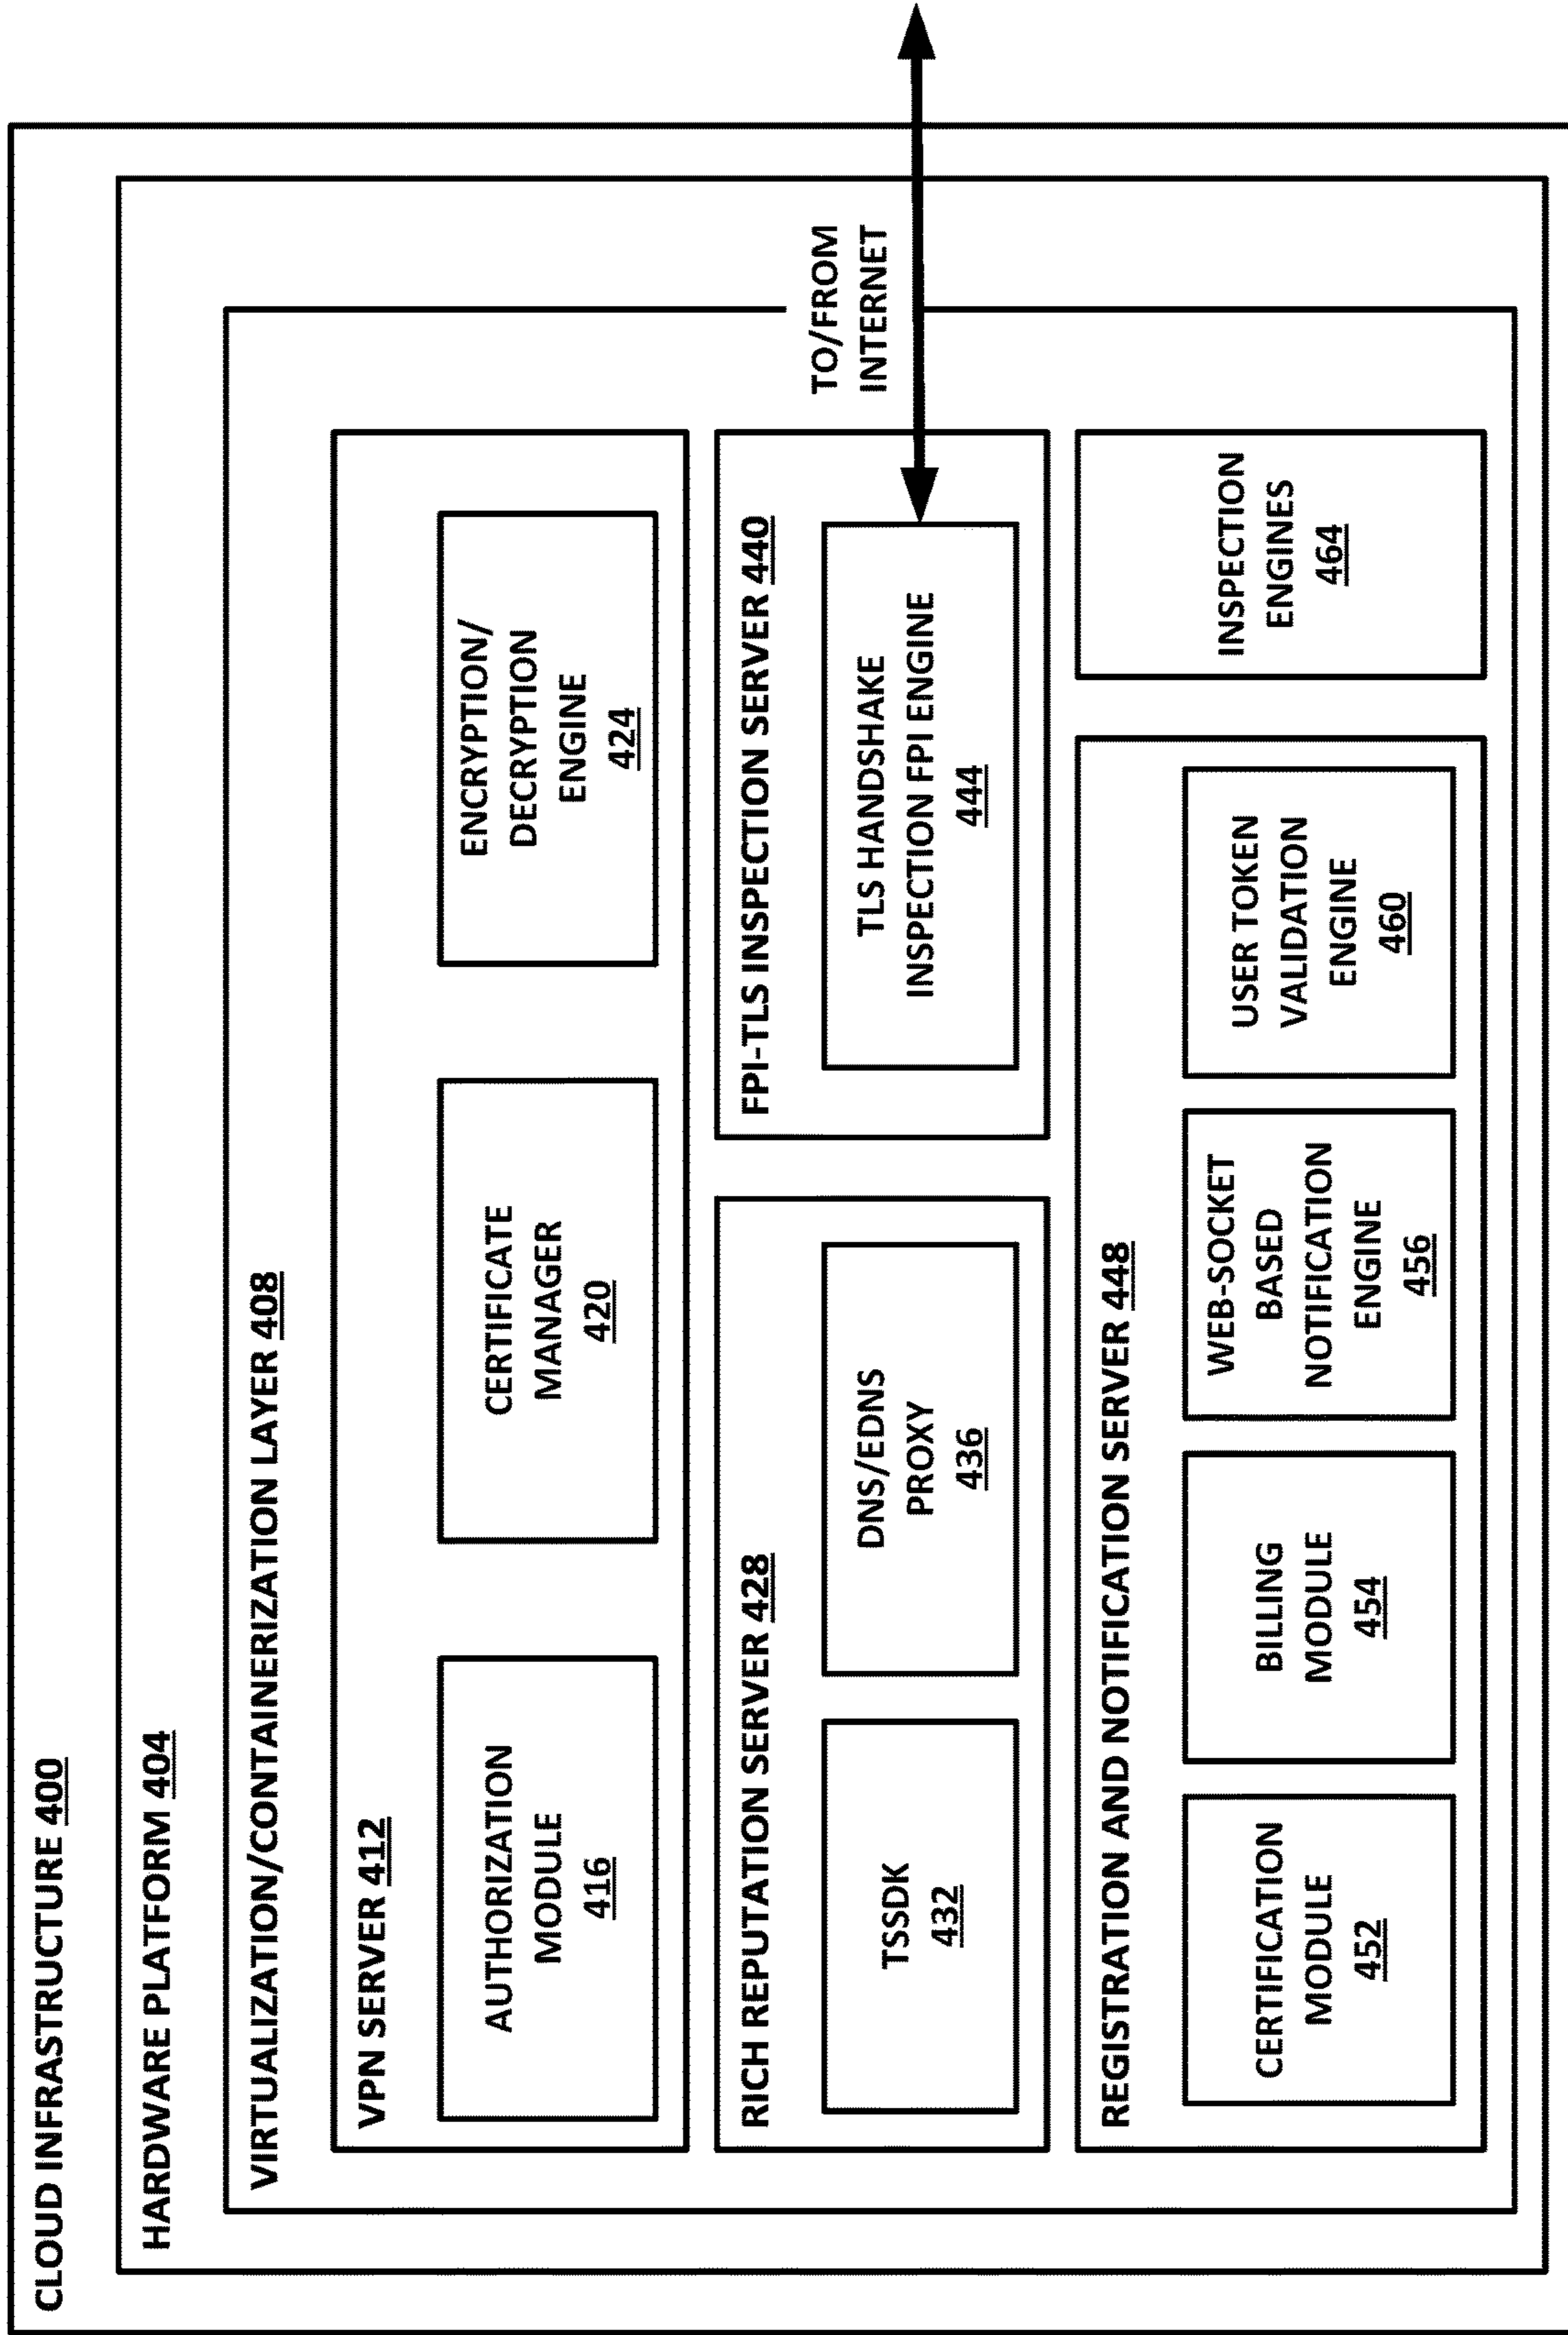 CLOUD INFRASTRUCTURE 400
HARDWARE PLATFORM 404
VIRTUALIZATION/CONTAINERIZATION LAYER 408
VPN SERVER 412
AUTHORIZATION
MODULE
416
CERTIFICATE
MANAGER
420
ENCRYPTION/
DECRYPTION
ENGINE
424
RICH REPUTATION SERVER 428
TSSDK
432
DNS/EDNS
PROXY
436
FPI-TLS INSPECTION SERVER 440
TLS HANDSHAKE
INSPECTION FPI ENGINE
444
TO/FROM
INTERNET
REGISTRATION AND NOTIFICATION SERVER 448
CERTIFICATION
MODULE
452
BILLING
MODULE
454
WEB-SOCKET
BASED
NOTIFICATION
ENGINE
456
USER TOKEN
VALIDATION
ENGINE
460
INSPECTION
ENGINES
464